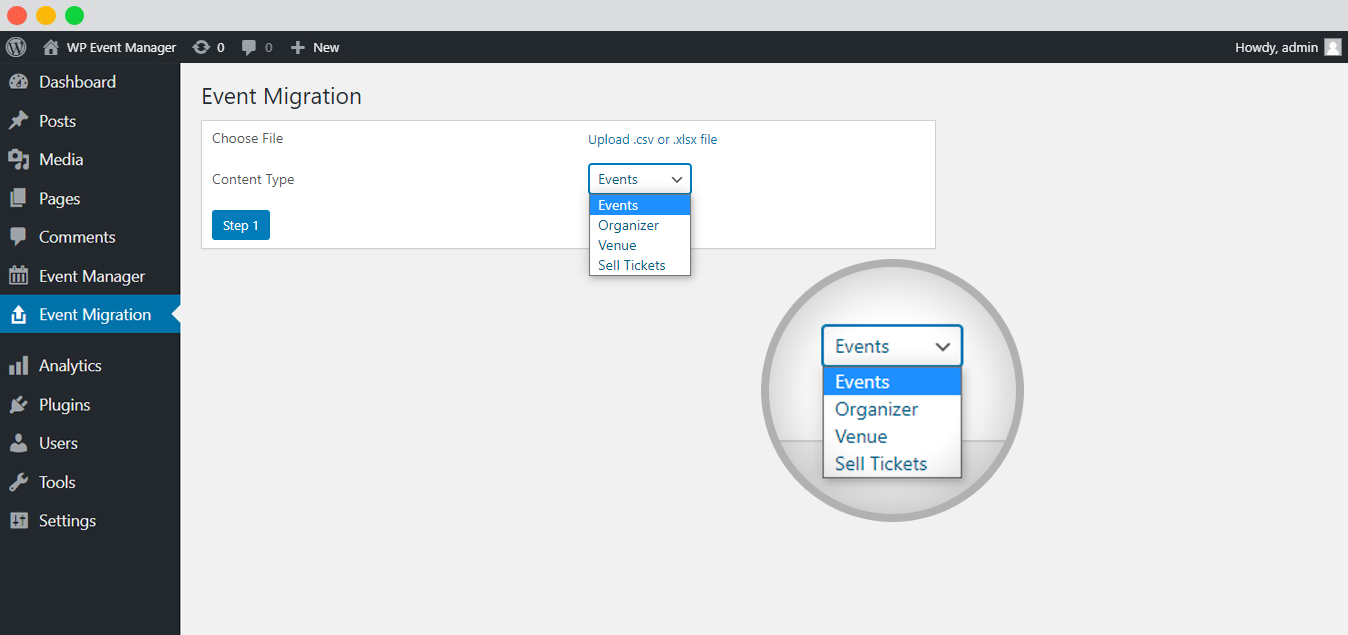 WP Event Manager 0 0 New Howdy, admin
Dashboard
Posts
Media
Pages
Comments
Event Manager
Event Migration
Analytics
Plugins
Users
Tools
Settings
Event Migration
Choose File Upload .csv or .xlsx file
Content Type Events
Step 1
Events
Organizer
Venue
Sell Tickets
Events
Events
Organizer
Venue
Sell Tickets